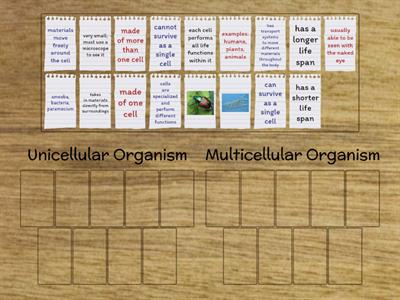 materials
move
freely
around
the cell
very small;
must use a
microscope
to see it
made of
more than
one cell
cannot
survive as
a single
cell
each cell
performs
all life
functions
within it
examples:
humans,
plants,
animals
has
transport
systems
to move
different
materials
throughout
the body
has a
longer
life
span
usually
able to be
seen with
the naked
eye
amoeba,
bacteria,
paramecium
takes
in materials
directly from
surroundings
made
of one
cell
cells
are
specialized
and
perform
different
functions
can
survive
as a
single
cell
has a
shorter
life
span
Unicellular Organism
Multicellular Organism